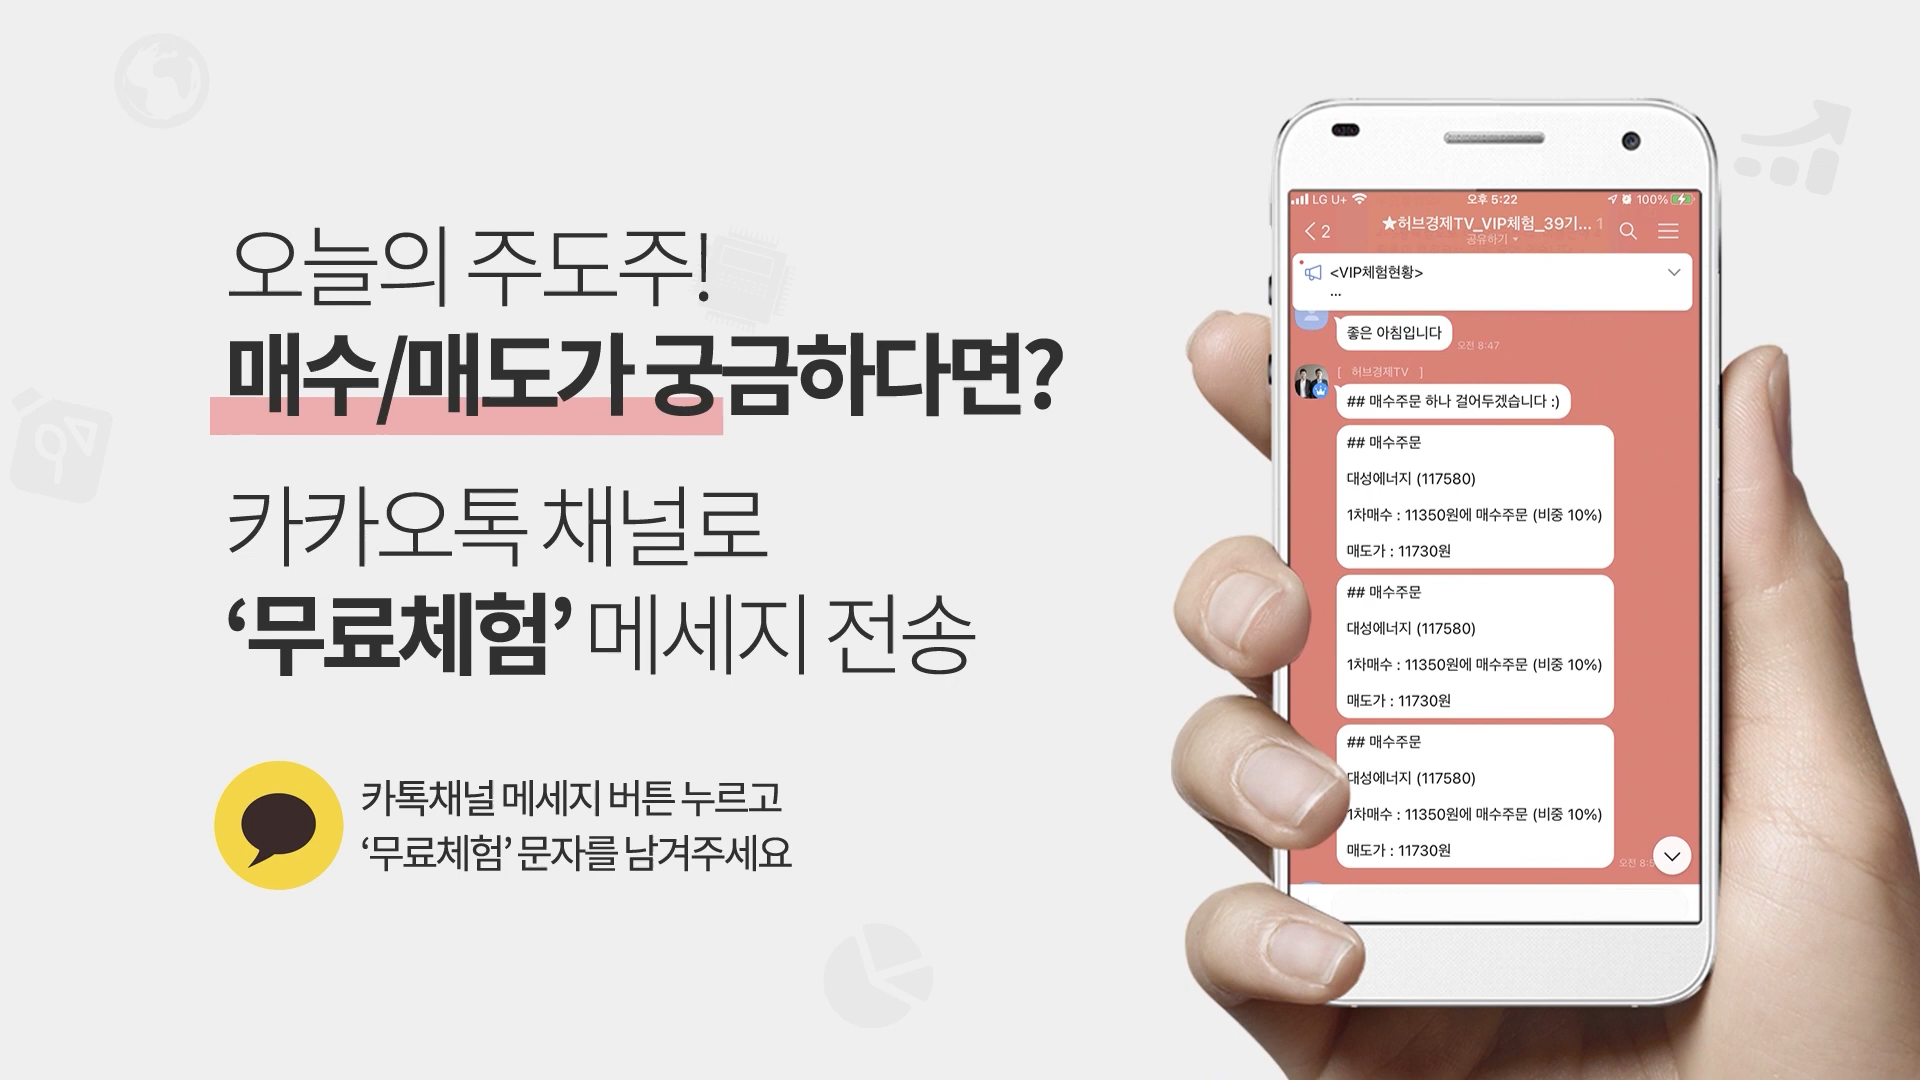 오늘의 주도주!
매수/매도가 궁금하다면?
카카오톡 채널로
‘무료체험’ 메세지 전송
카톡채널 메세지 버튼 누르고
‘무료체험’ 문자를 남겨주세요
LG U+ 오후 5:22 100%
2 ★허브경제TV_VIP체험_39기... 1
공유하기
<VIP체험현황>
...
좋은 아침입니다
오전 8:47
[ 허브경제TV ]
## 매수주문 하나 걸어두겠습니다 :)
## 매수주문
대성에너지 (117580)
1차매수 : 11350원에 매수주문 (비중 10%)
매도가 : 11730원
## 매수주문
대성에너지 (117580)
1차매수 : 11350원에 매수주문 (비중 10%)
매도가 : 11730원
## 매수주문
대성에너지 (117580)
1차매수 : 11350원에 매수주문 (비중 10%)
매도가 : 11730원
오전